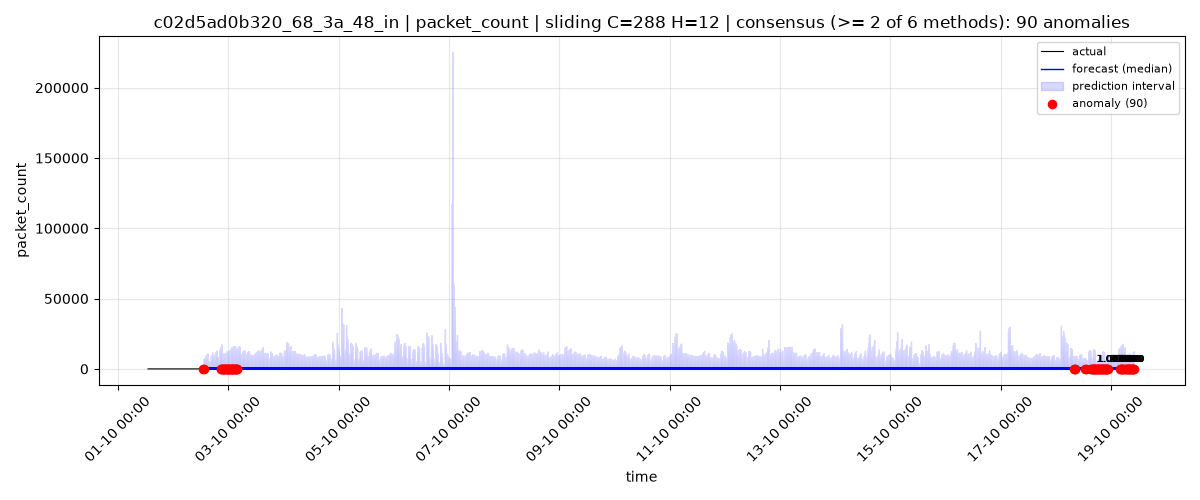 c02d5ad0b320_68_3a_48_in | packet_count | sliding C=288 H=12 | consensus (>= 2 of 6 methods): 90 anomalies
actual
forecast (median)
prediction interval
anomaly (90)
200000
150000
100000
50000
0
packet_count
01-10 00:00
03-10 00:00
05-10 00:00
07-10 00:00
09-10 00:00
11-10 00:00
13-10 00:00
15-10 00:00
17-10 00:00
19-10 00:00
time